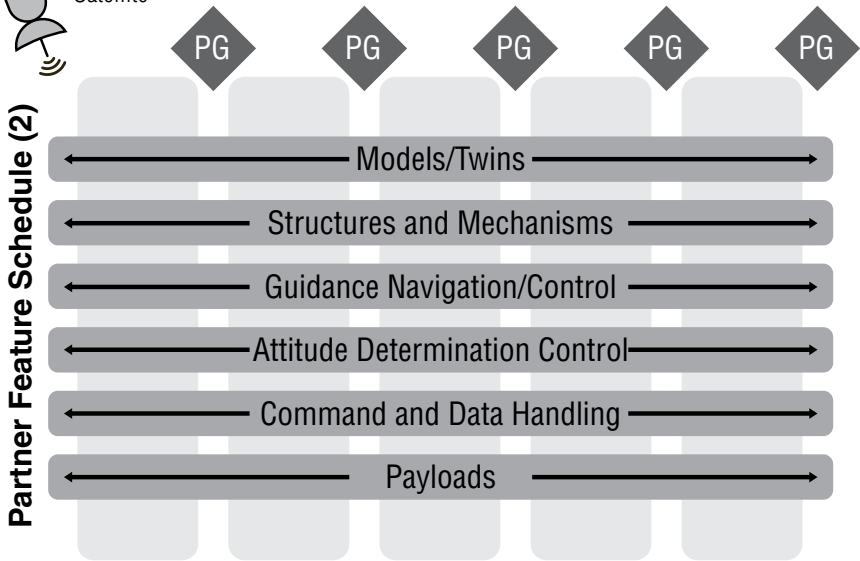 PG PG PG PG PG
Partner Feature Schedule (2)
Models/Twins
Structures and Mechanisms
Guidance Navigation/Control
Attitude Determination Control
Command and Data Handling
Payloads